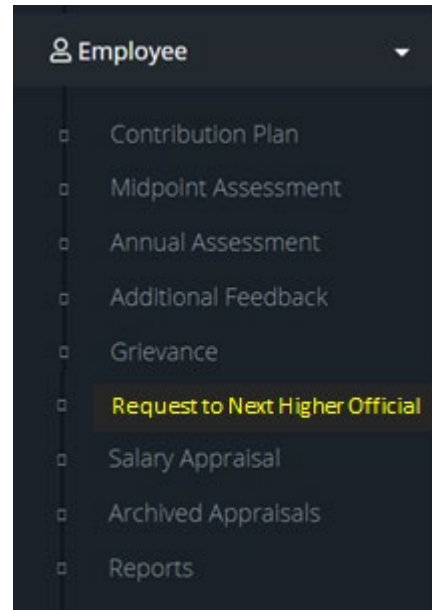 Employee
Contribution Plan
Midpoint Assessment
Annual Assessment
Additional Feedback
Grievance
Request to Next Higher Official
Salary Appraisal
Archived Appraisals
Reports